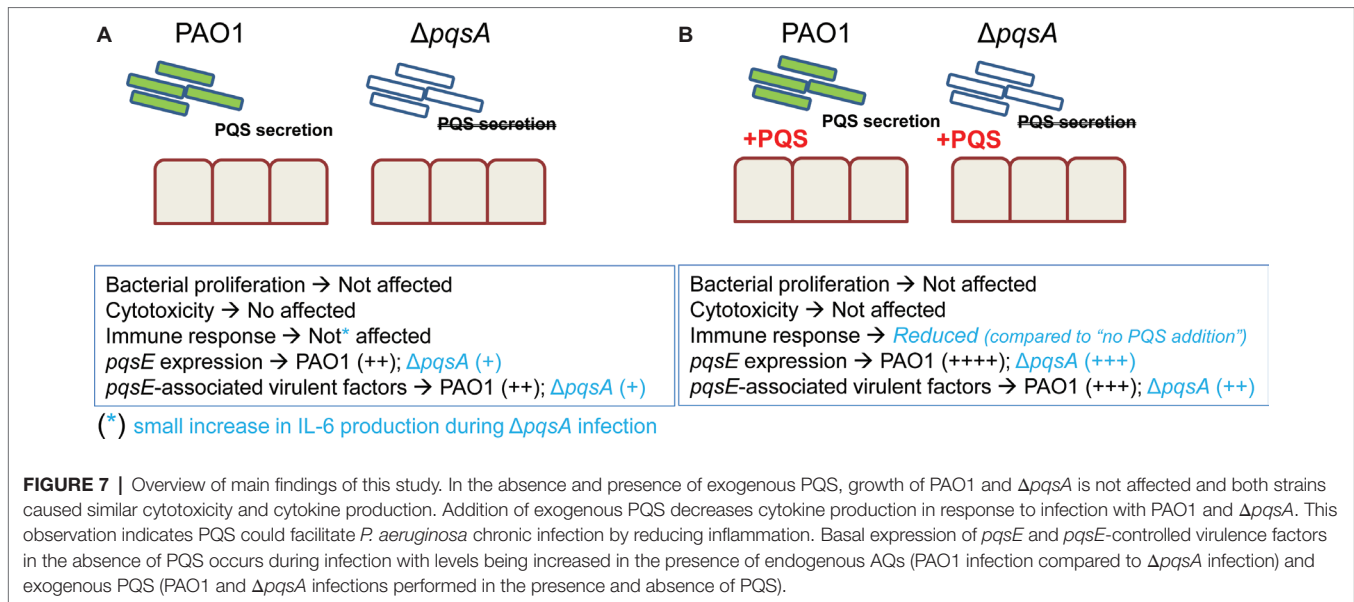 A
PAO1
ΔpqsA
PQS secretion
PQS secretion
Bacterial proliferation → Not affected
Cytotoxicity → No affected
Immune response → Not* affected
pqsE expression → PAO1 (++); ΔpqsA (+)
pqsE-associated virulent factors → PAO1 (++); ΔpqsA (+)
(*) small increase in IL-6 production during ΔpqsA infection
B
PAO1
ΔpqsA
PQS secretion
+PQS
PQS secretion
+PQS
Bacterial proliferation → Not affected
Cytotoxicity → Not affected
Immune response → Reduced (compared to “no PQS addition”)
pqsE expression → PAO1 (++++); ΔpqsA (+++)
pqsE-associated virulent factors → PAO1 (+++); ΔpqsA (++)
FIGURE 7 | Overview of main findings of this study. In the absence and presence of exogenous PQS, growth of PAO1 and ΔpqsA is not affected and both strains
caused similar cytotoxicity and cytokine production. Addition of exogenous PQS decreases cytokine production in response to infection with PAO1 and ΔpqsA. This
observation indicates PQS could facilitate P. aeruginosa chronic infection by reducing inflammation. Basal expression of pqsE and pqsE-controlled virulence factors
in the absence of PQS occurs during infection with levels being increased in the presence of endogenous AQs (PAO1 infection compared to ΔpqsA infection) and
exogenous PQS (PAO1 and ΔpqsA infections performed in the presence and absence of PQS).